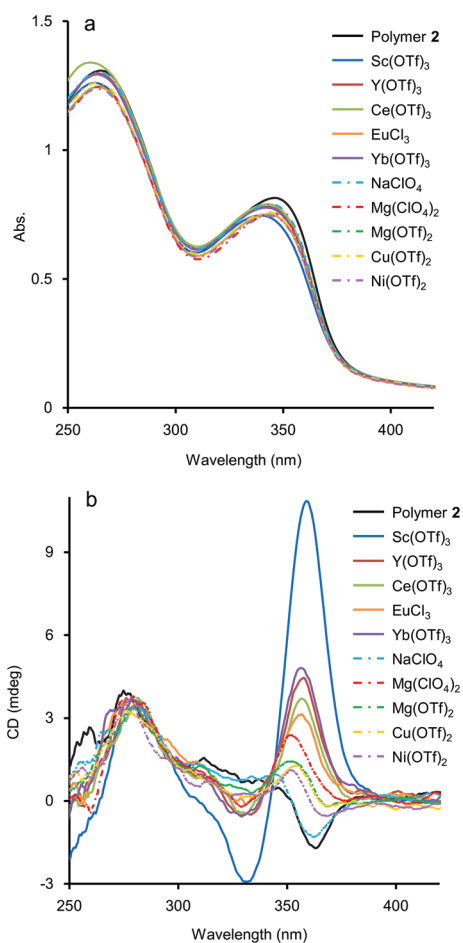 a
1.5
1
0.5
0
Abs.
250
300
350
400
Wavelength (nm)
Polymer 2
Sc(OTf)3
Y(OTf)3
Ce(OTf)3
EuCl3
Yb(OTf)3
NaClO4
Mg(ClO4)2
Mg(OTf)2
Cu(OTf)2
Ni(OTf)2
b
9
6
3
0
-3
CD (mdeg)
250
300
350
400
Wavelength (nm)
Polymer 2
Sc(OTf)3
Y(OTf)3
Ce(OTf)3
EuCl3
Yb(OTf)3
NaClO4
Mg(ClO4)2
Mg(OTf)2
Cu(OTf)2
Ni(OTf)2